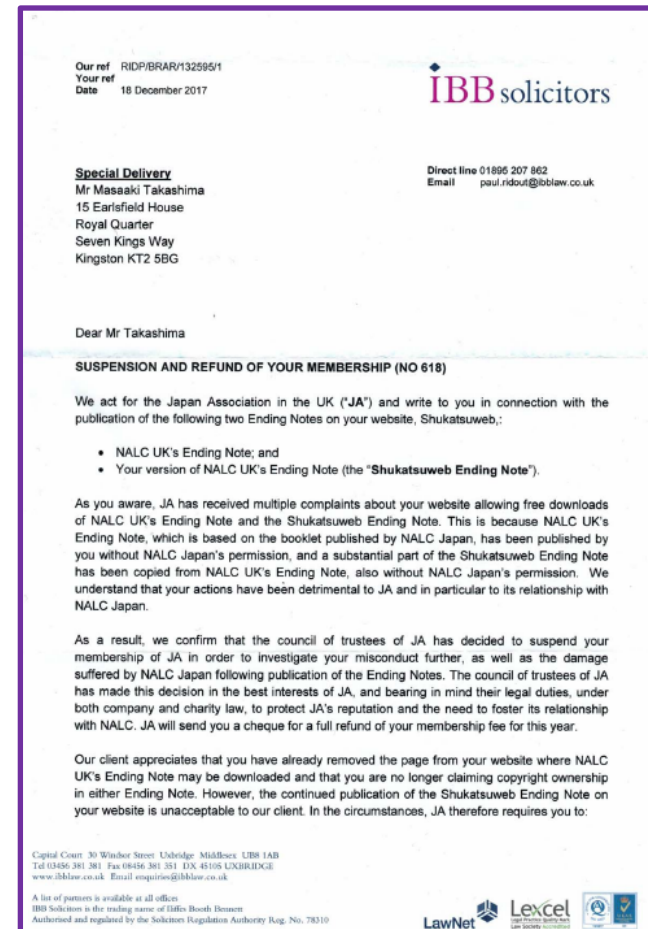 Our ref RIDP/BRAR/132595/1
Your ref
Date 18 December 2017
IBB solicitors
Special Delivery
Mr Masaaki Takashima
15 Earlsfield House
Royal Quarter
Seven Kings Way
Kingston KT2 5BG
Direct line 01895 207 862
Email paul.ridout@ibblaw.co.uk
Dear Mr Takashima
SUSPENSION AND REFUND OF YOUR MEMBERSHIP (NO 618)
We act for the Japan Association in the UK ("JA") and write to you in connection with the
publication of the following two Ending Notes on your website, Shukatsuweb,:
• NALC UK's Ending Note; and
• Your version of NALC UK's Ending Note (the "Shukatsuweb Ending Note").
As you aware, JA has received multiple complaints about your website allowing free downloads
of NALC UK's Ending Note and the Shukatsuweb Ending Note. This is because NALC UK's
Ending Note, which is based on the booklet published by NALC Japan, has been published by
you without NALC Japan's permission, and a substantial part of the Shukatsuweb Ending Note
has been copied from NALC UK's Ending Note, also without NALC Japan's permission. We
understand that your actions have been detrimental to JA and in particular to its relationship with
NALC Japan.
As a result, we confirm that the council of trustees of JA has decided to suspend your
membership of JA in order to investigate your misconduct further, as well as the damage
suffered by NALC Japan following publication of the Ending Notes. The council of trustees of JA
has made this decision in the best interests of JA, and bearing in mind their legal duties, under
both company and charity law, to protect JA's reputation and the need to foster its relationship
with NALC. JA will send you a cheque for a full refund of your membership fee for this year.
Our client appreciates that you have already removed the page from your website where NALC
UK's Ending Note may be downloaded and that you are no longer claiming copyright ownership
in either Ending Note. However, the continued publication of the Shukatsuweb Ending Note on
your website is unacceptable to our client. In the circumstances, JA therefore requires you to:
Capital Court 30 Windsor Street Uxbridge Middlesex UB8 1AB
Tel 03456 381 381 Fax 08456 381 351 DX 45105 UXBRIDGE
www.ibblaw.co.uk Email enquiries@ibblaw.co.uk
A list of partners is available at all offices
IBB Solicitors is the trading name of Iliffes Booth Bennett
Authorised and regulated by the Solicitors Regulation Authority Reg. No. 78310
LawNet
Lexcel
Legal Practice Quality Mark
Law Society Accredited